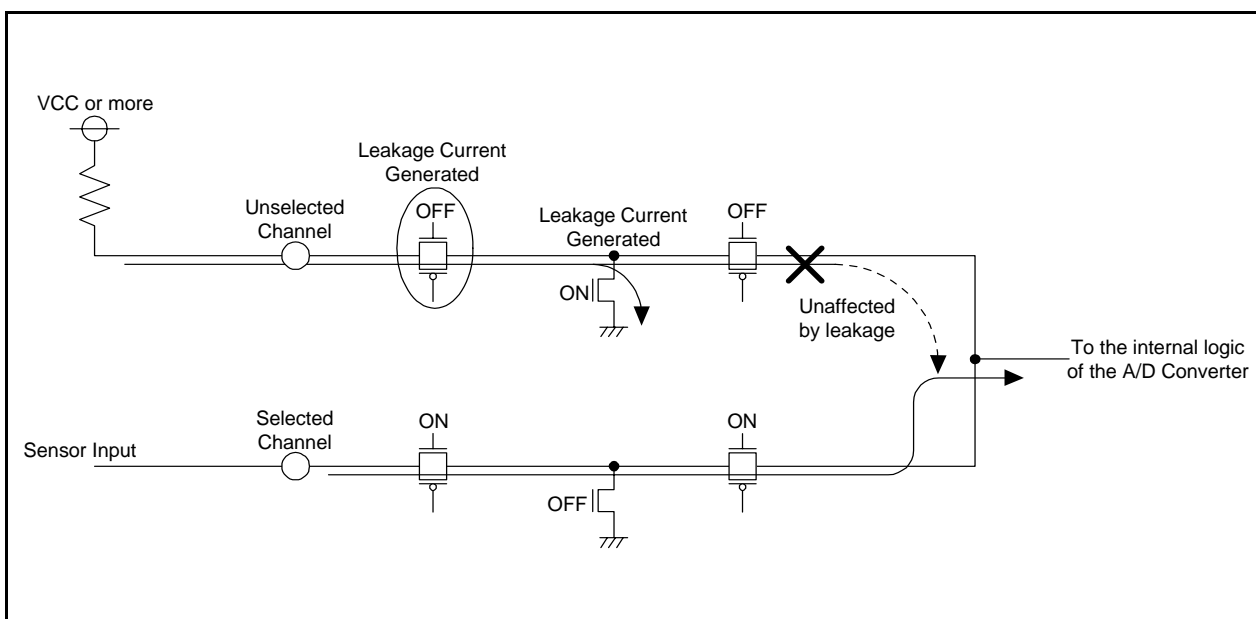 VCC or more
Leakage Current
Generated
Unselected
Channel
OFF
Leakage Current
Generated
OFF
ON
Unaffected
by leakage
To the internal logic
of the A/D Converter
Sensor Input
Selected
Channel
ON
ON
OFF